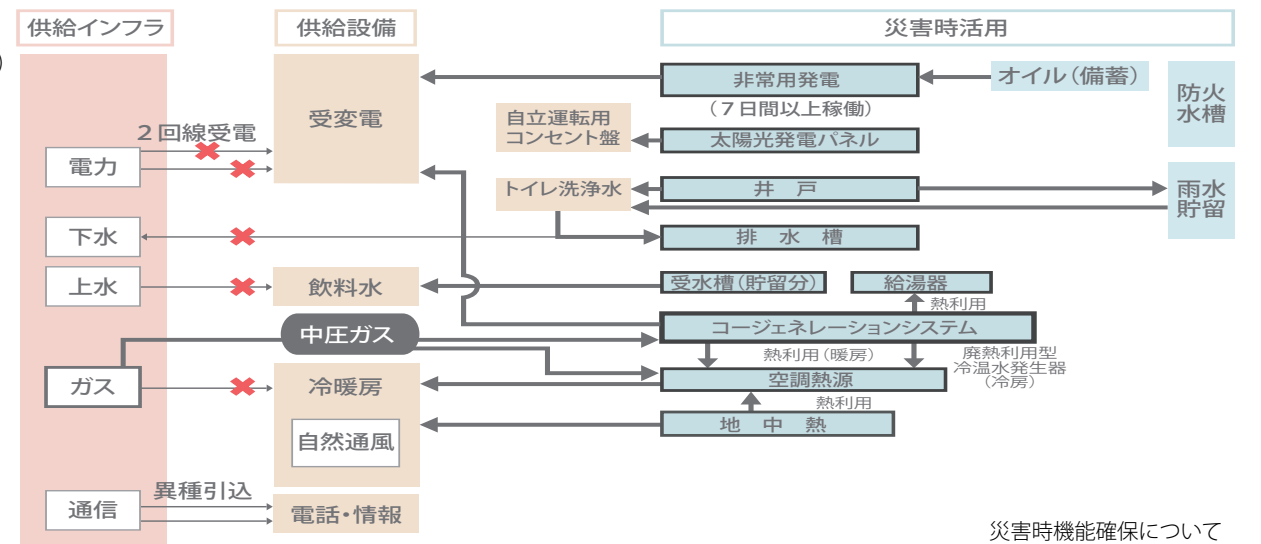 供給インフラ
供給設備
災害時活用
)
２回線受電
電力
下水
上水
ガス
異種引込
通信
受変電
自立運転用
コンセント盤
トイレ洗浄水
飲料水
中圧ガス
冷暖房
自然通風
電話・情報
非常用発電
(７日間以上稼働)
オイル(備蓄)
防火
水槽
太陽光発電パネル
井戸
雨水
貯留
排水槽
受水槽(貯留分)
給湯器
熱利用
コージェネレーションシステム
熱利用(暖房)
廃熱利用型
冷温水発生器
(冷房)
空調熱源
熱利用
地中熱
災害時機能確保について